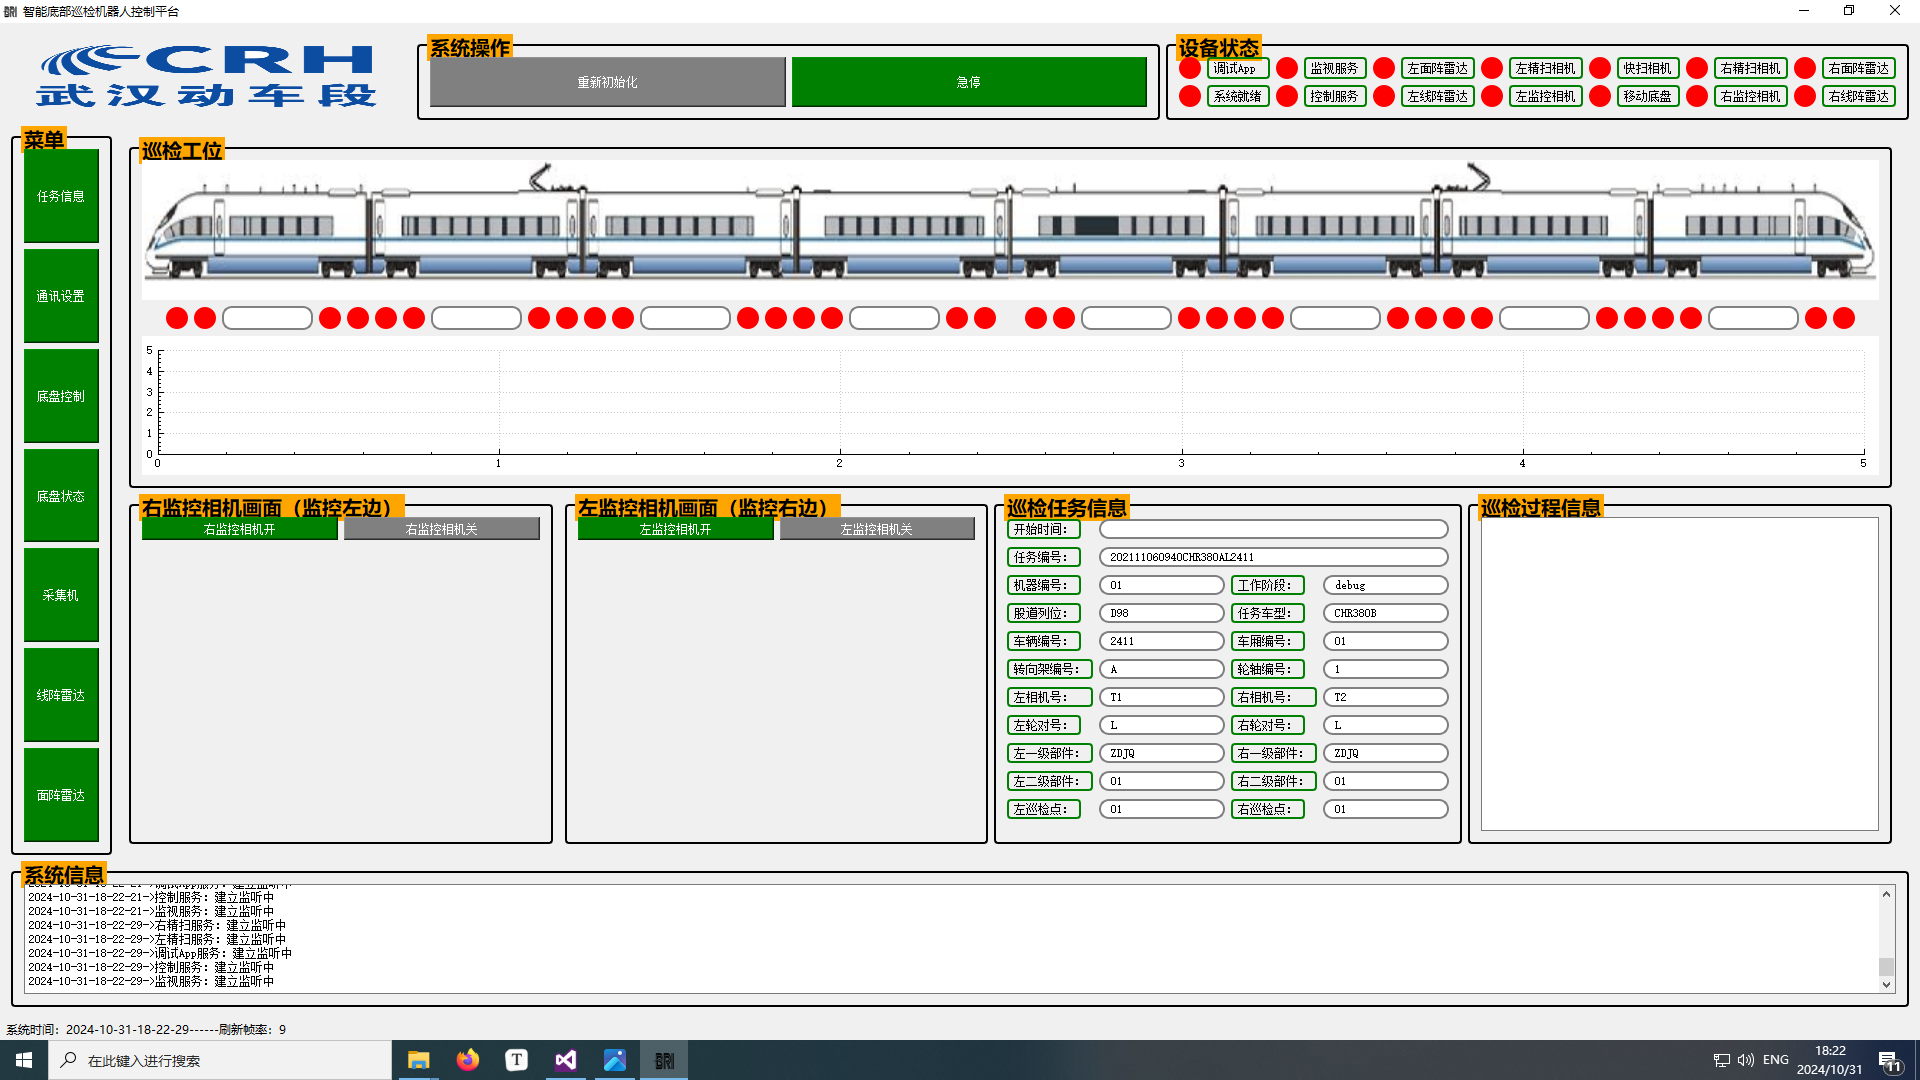 BRI 智能底部巡检机器人控制平台
CRH
武汉动车段
系统操作
重新初始化
急停
设备状态
调试App 监视服务 左面阵雷达 左精扫相机 快扫相机 右精扫相机 右面阵雷达
系统就绪 控制服务 左线阵雷达 左监控相机 移动底盘 右监控相机 右线阵雷达
菜单
任务信息
通讯设置
底盘控制
底盘状态
采集机
线阵雷达
面阵雷达
巡检工位
5
4
3
2
1
0
0 1 2 3 4 5
右监控相机画面（监控左边）
右监控相机开 右监控相机关
左监控相机画面（监控右边）
左监控相机开 左监控相机关
巡检任务信息
开始时间：
任务编号： 202111060940CHR380AL2411
机器编号： 01 工作阶段： debug
股道列位： D98 任务车型： CHR380B
车辆编号： 2411 车厢编号： 01
转向架编号： A 轮轴编号： 1
左相机号： T1 右相机号： T2
左轮对号： L 右轮对号： L
左一级部件： ZDJQ 右一级部件： ZDJQ
左二级部件： 01 右二级部件： 01
左巡检点： 01 右巡检点： 01
巡检过程信息
系统信息
2024-10-31-18-22-21->调试App服务：建立监听中
2024-10-31-18-22-21->控制服务：建立监听中
2024-10-31-18-22-21->监视服务：建立监听中
2024-10-31-18-22-29->右精扫服务：建立监听中
2024-10-31-18-22-29->左精扫服务：建立监听中
2024-10-31-18-22-29->调试App服务：建立监听中
2024-10-31-18-22-29->控制服务：建立监听中
2024-10-31-18-22-29->监视服务：建立监听中
系统时间：2024-10-31-18-22-29------刷新帧率：9
在此键入进行搜索
T
BRI
ENG
18:22
2024/10/31
11